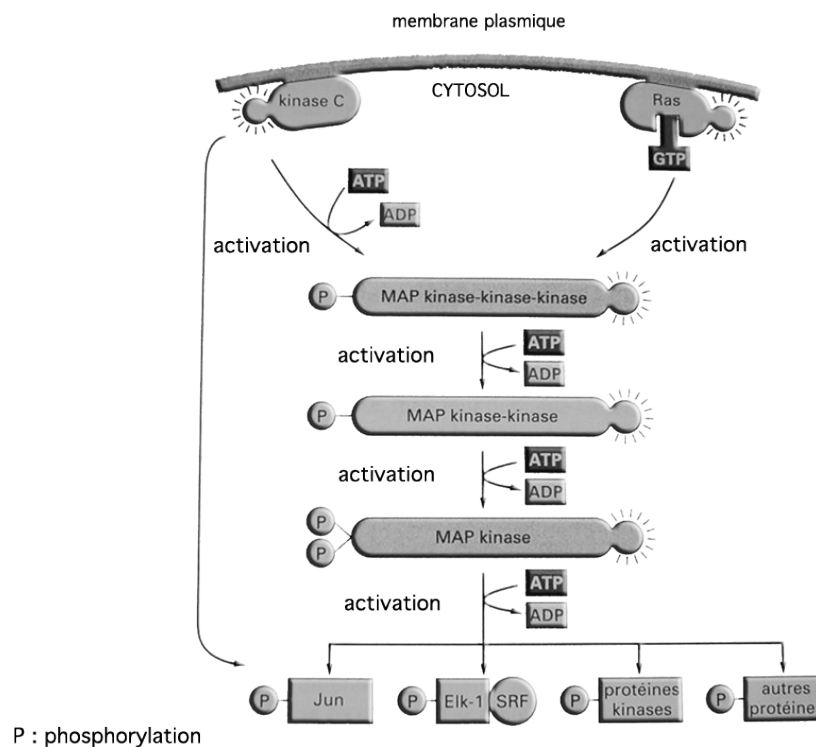 membrane plasmique
CYTOSOL
kinase C
Ras
GTP
ATP
ADP
activation
activation
P
MAP kinase-kinase-kinase
activation
ATP
ADP
P
MAP kinase-kinase
activation
ATP
ADP
P
P
MAP kinase
activation
ATP
ADP
P
Jun
P
Elk-1
SRF
P
protéines
kinases
P
autres
protéine
P : phosphorylation